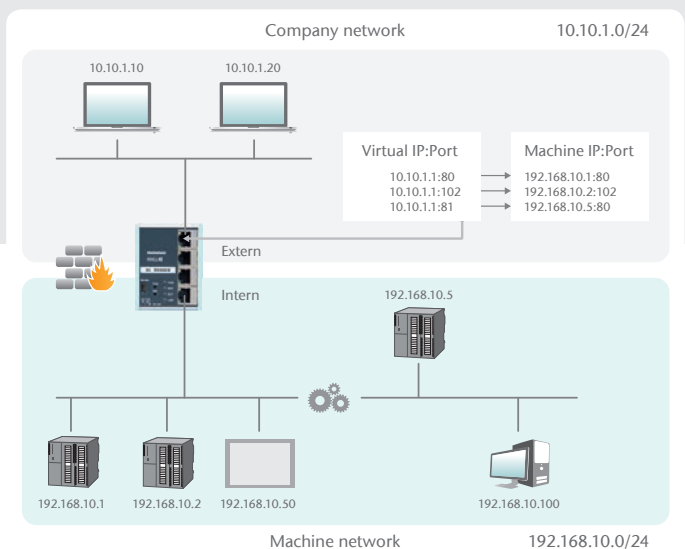 Company network 10.10.1.0/24
10.10.1.10 10.10.1.20
Virtual IP:Port Machine IP:Port
10.10.1.1:80 192.168.10.1:80
10.10.1.1:102 192.168.10.2:102
10.10.1.1:81 192.168.10.5:80
Extern
Intern
192.168.10.5
192.168.10.1 192.168.10.2 192.168.10.50 192.168.10.100
Machine network 192.168.10.0/24